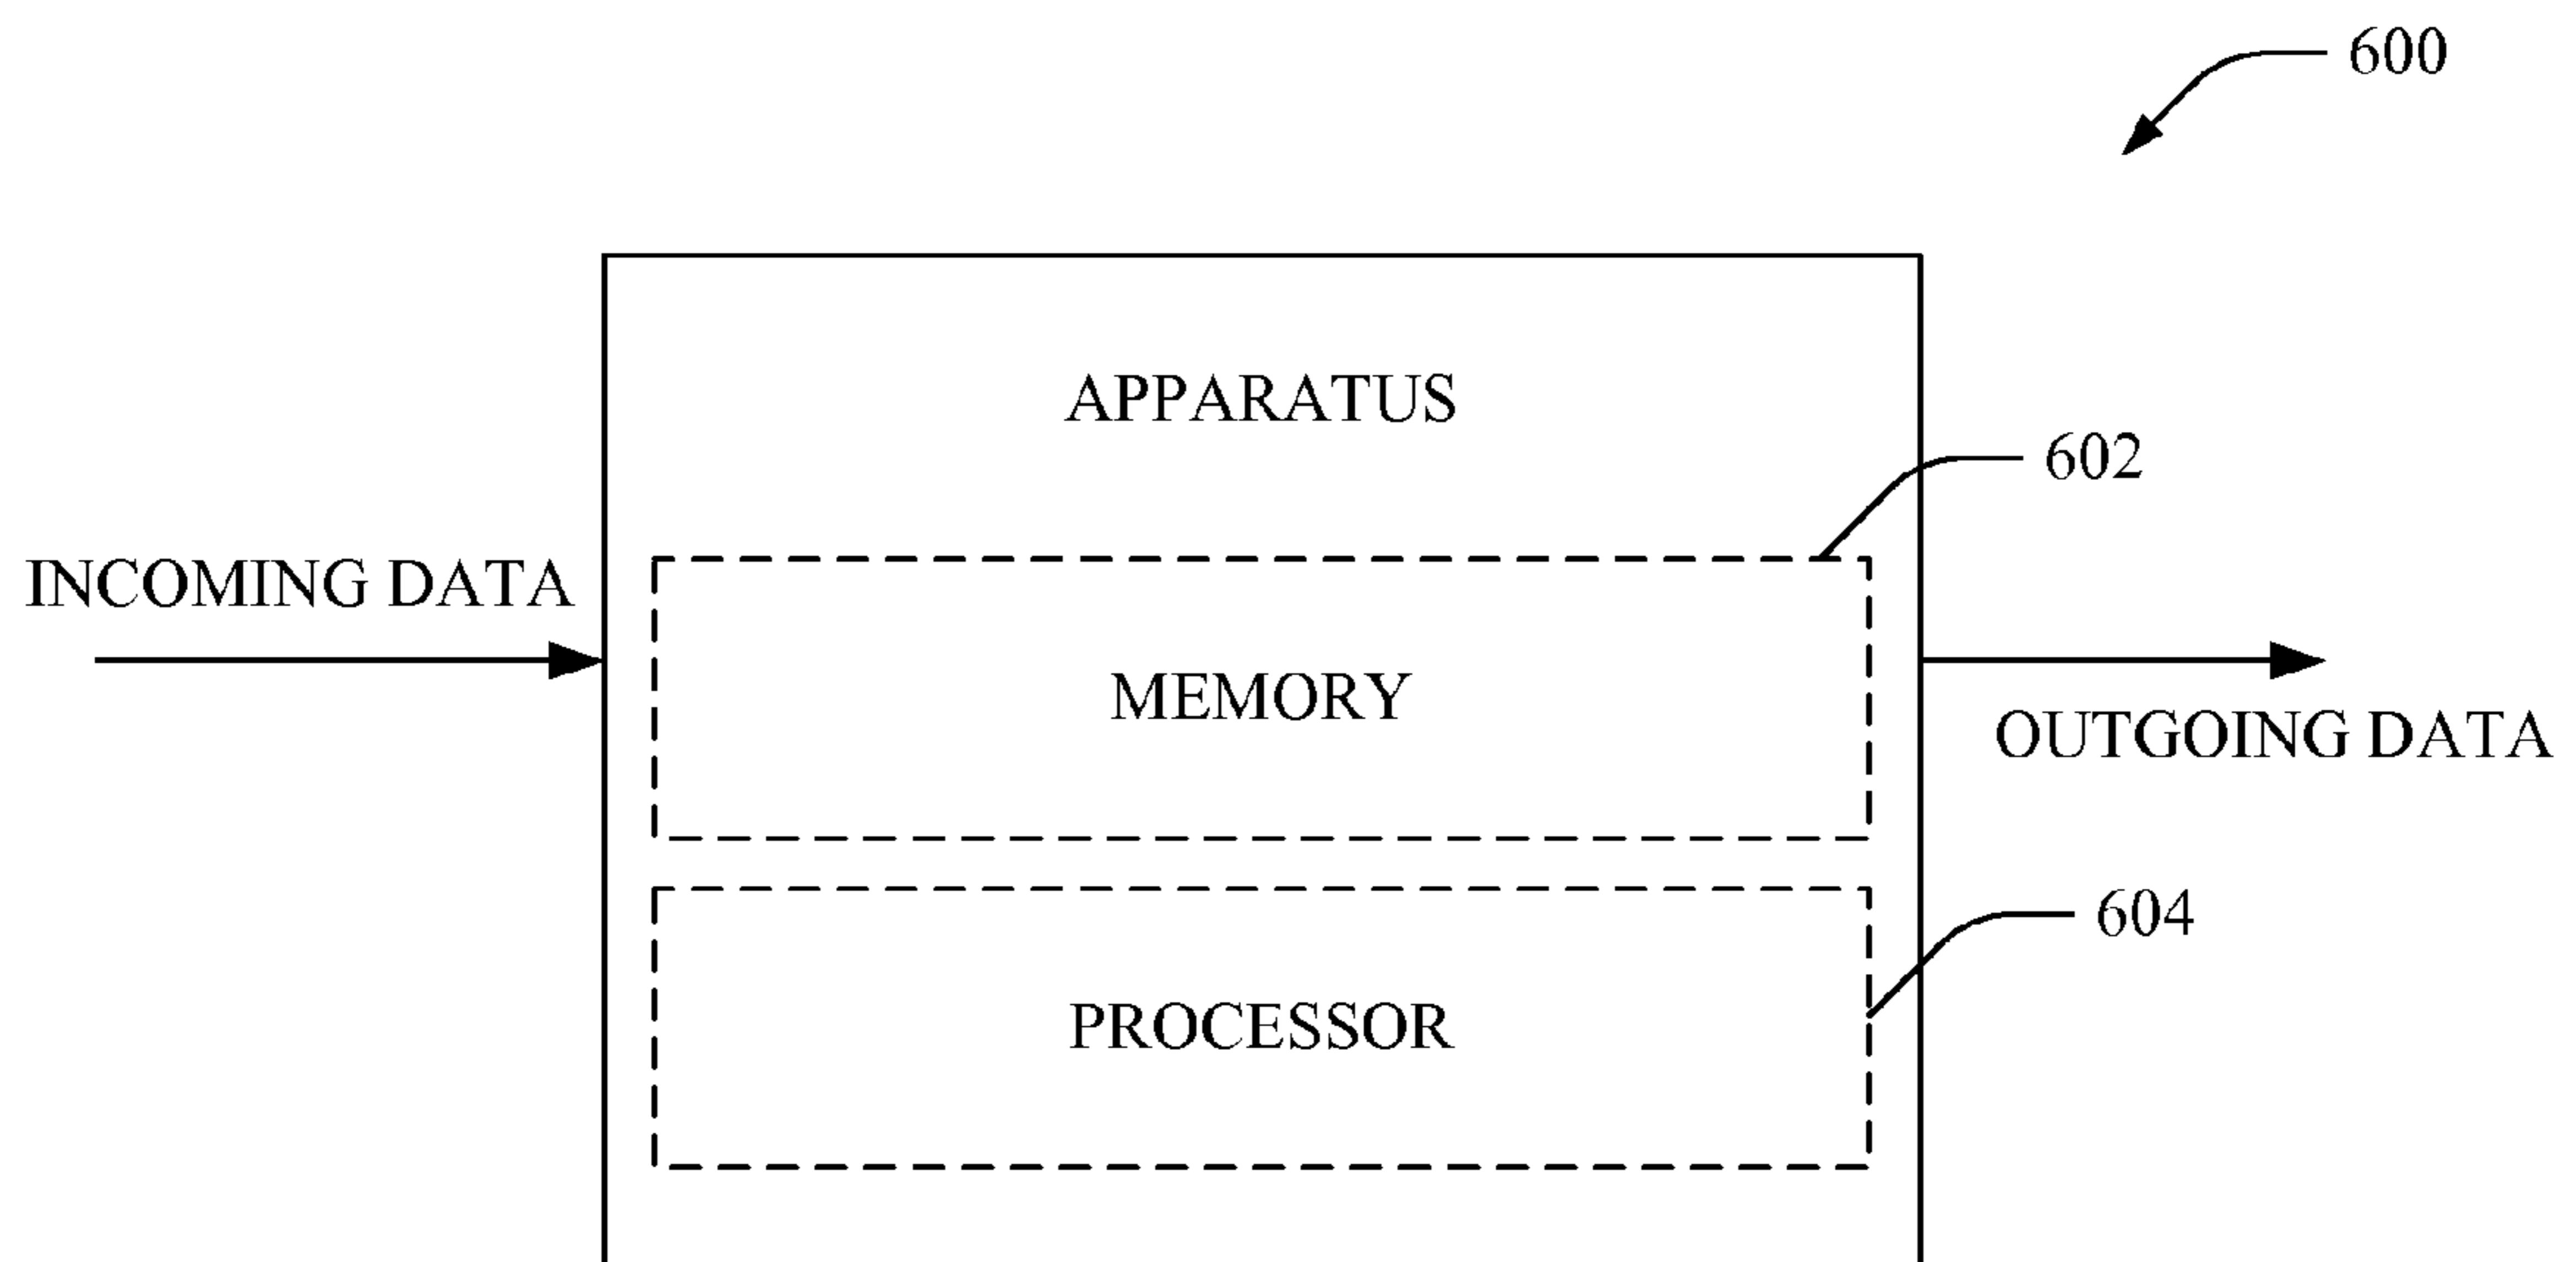 600
APPARATUS
602
INCOMING DATA
MEMORY
OUTGOING DATA
604
PROCESSOR